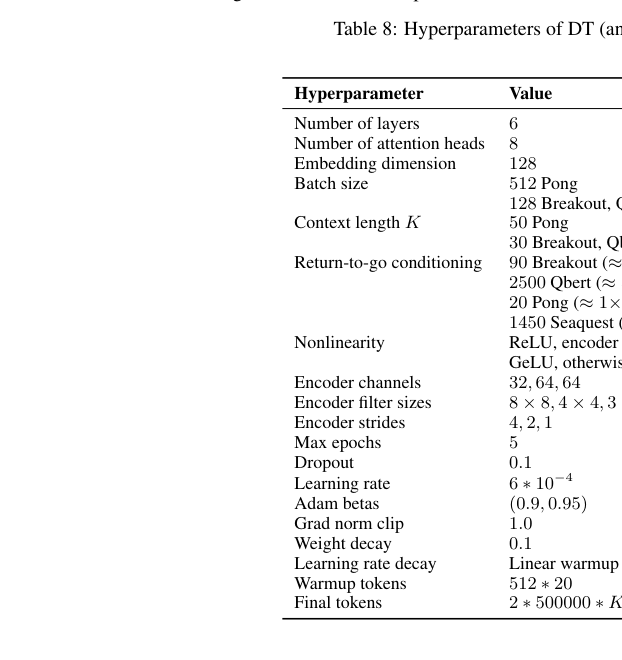 Table 8: Hyperparameters of DT (an
Hyperparameter Value
Number of layers 6
Number of attention heads 8
Embedding dimension 128
Batch size 512 Pong
128 Breakout, Q
Context length K 50 Pong
30 Breakout, Qb
Return-to-go conditioning 90 Breakout (≈
2500 Qbert (≈
20 Pong (≈ 1×
1450 Seaquest (
Nonlinearity ReLU, encoder
GeLU, otherwis
Encoder channels 32, 64, 64
Encoder filter sizes 8 × 8, 4 × 4, 3
Encoder strides 4, 2, 1
Max epochs 5
Dropout 0.1
Learning rate 6 * 10⁻⁴
Adam betas (0.9, 0.95)
Grad norm clip 1.0
Weight decay 0.1
Learning rate decay Linear warmup
Warmup tokens 512 * 20
Final tokens 2 * 500000 * K